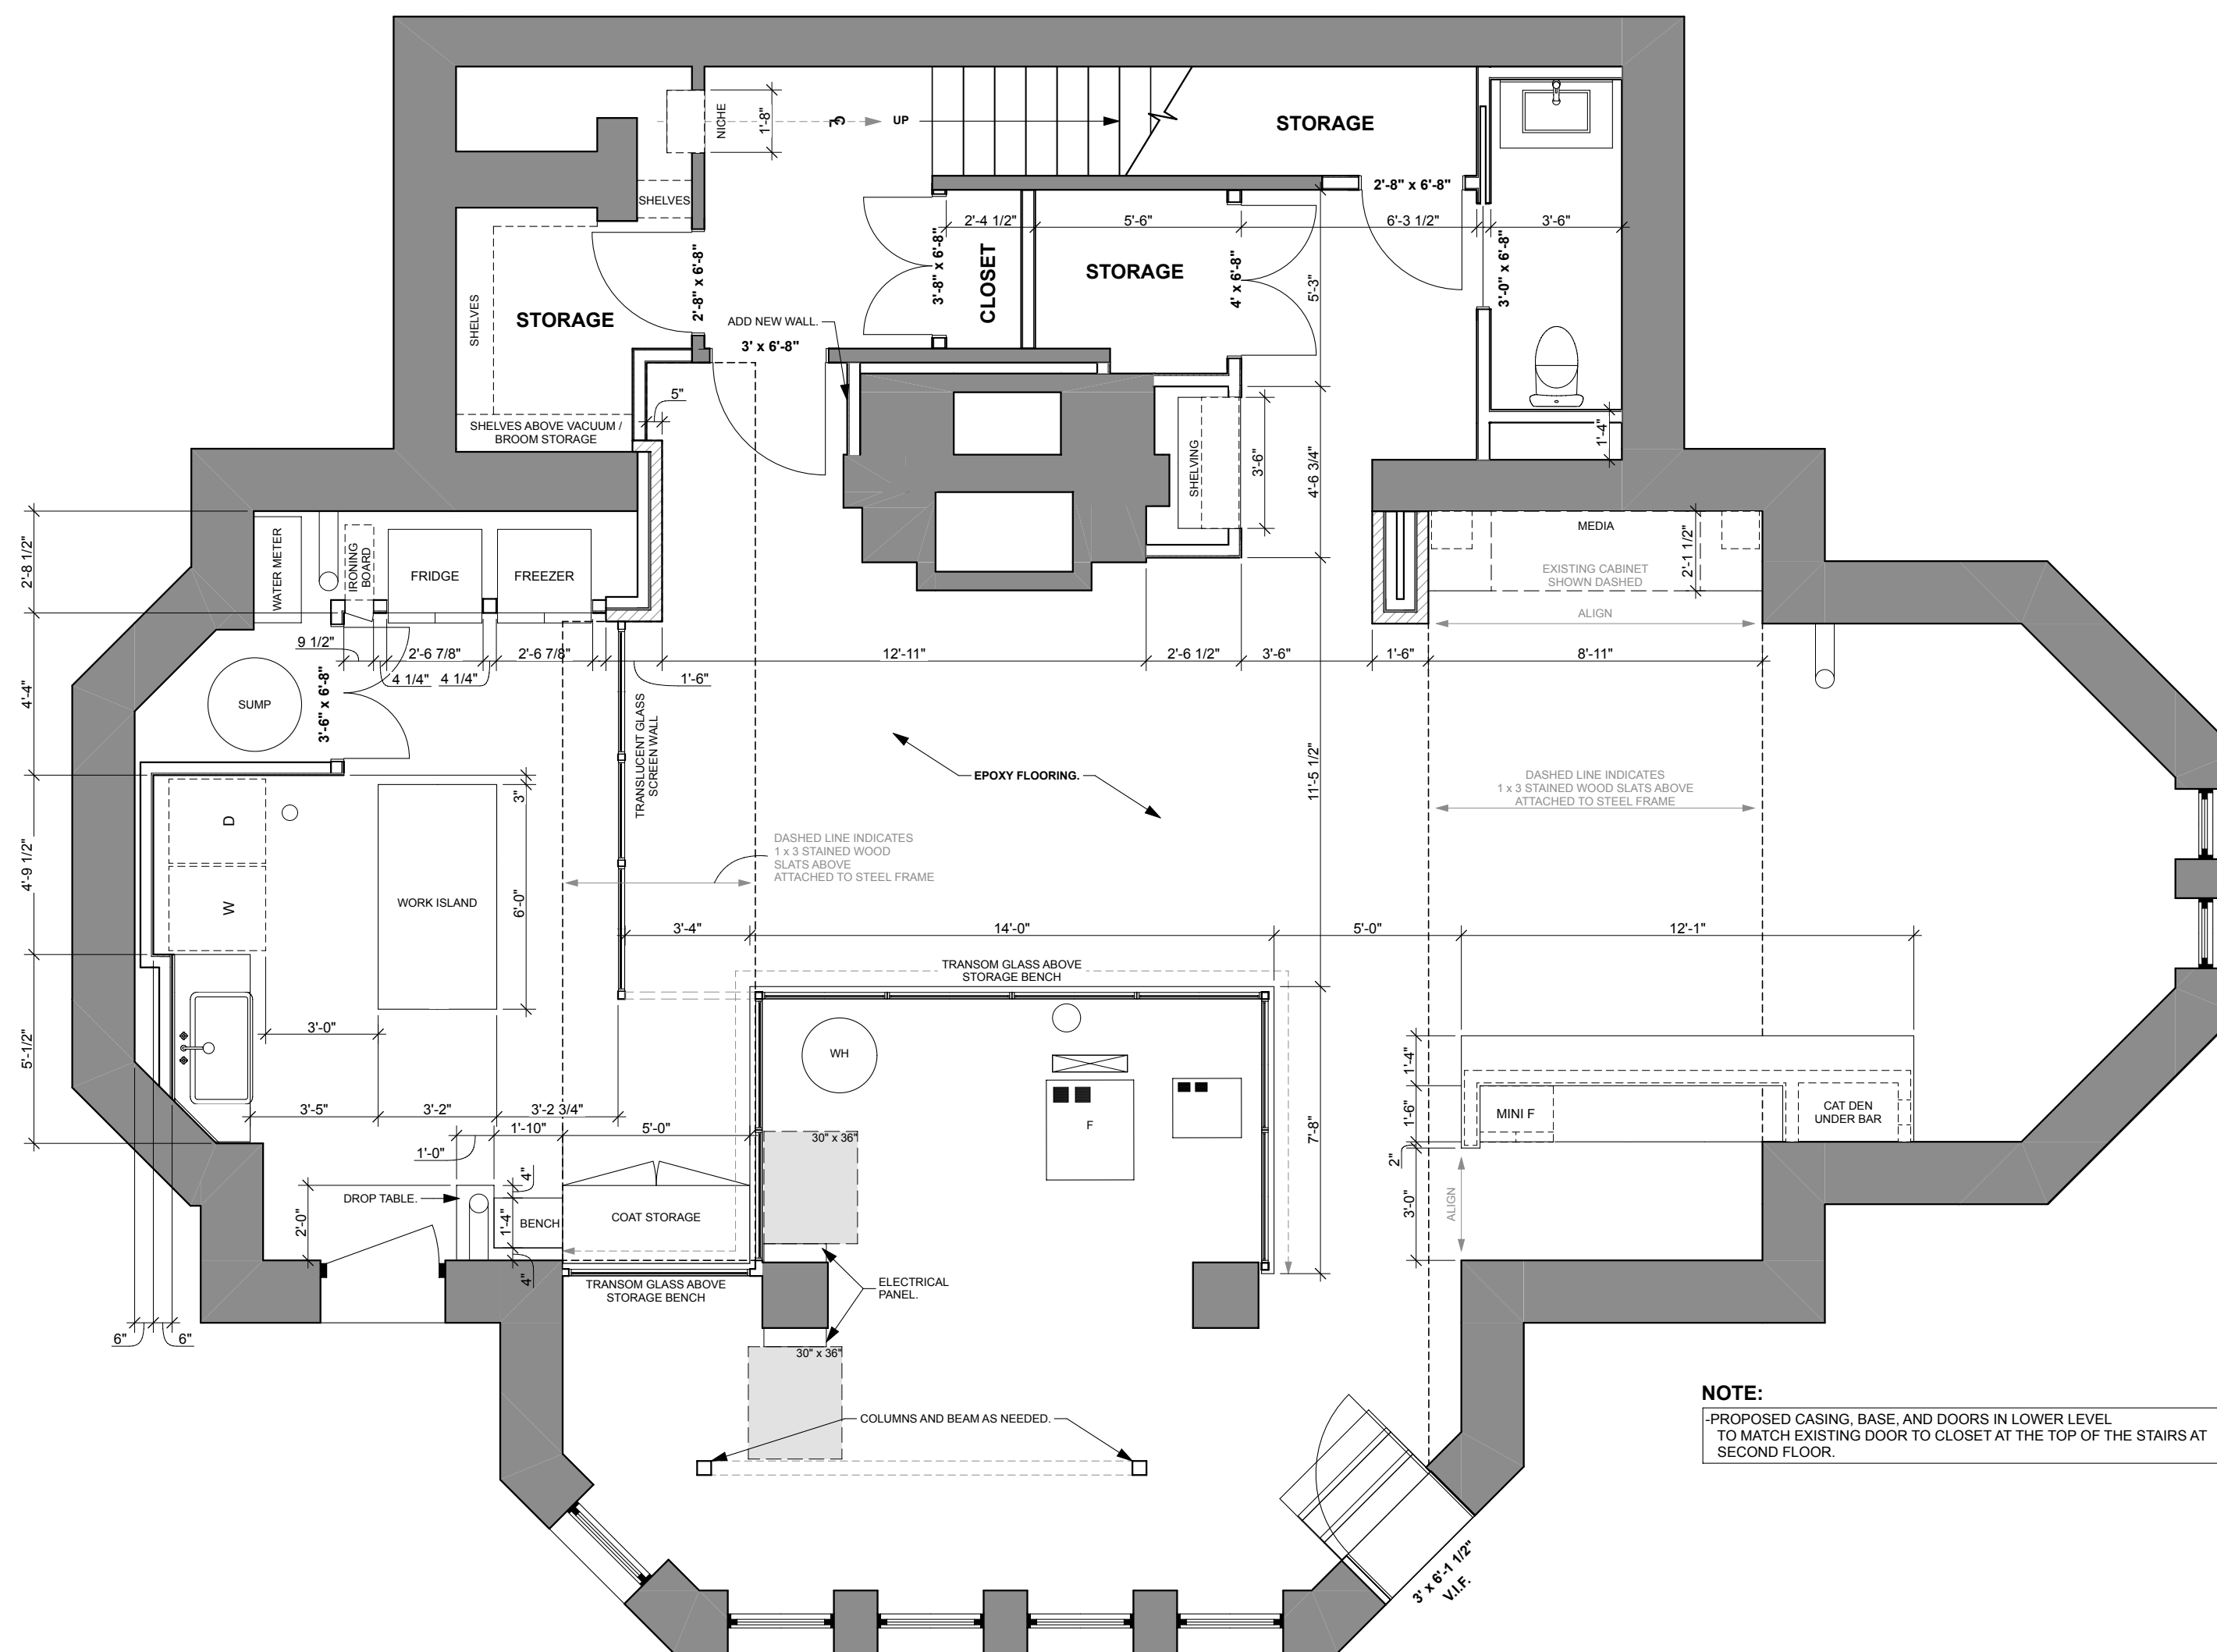 NICHE
1'-8"
℄
UP
STORAGE
2'-8" x 6'-8"
SHELVES
2'-4 1/2"
5'-6"
6'-3 1/2"
3'-6"
2'-8" x 6'-8"
3'-8" x 6'-8"
CLOSET
STORAGE
4' x 6'-8"
5'-3"
3'-0" x 6'-8"
SHELVES
STORAGE
ADD NEW WALL.
3' x 6'-8"
5"
SHELVES ABOVE VACUUM /
BROOM STORAGE
SHELVING
3'-6"
4'-6 3/4"
1'-4"
2'-8 1/2"
WATER METER
IRONING
BOARD
FRIDGE
FREEZER
MEDIA
2'-1 1/2"
EXISTING CABINET
SHOWN DASHED
ALIGN
9 1/2"
2'-6 7/8"
2'-6 7/8"
12'-11"
2'-6 1/2"
3'-6"
1'-6"
8'-11"
4 1/4"
4 1/4"
1'-6"
4'-4"
SUMP
3'-6" x 6'-8"
TRANSLUCENT GLASS
SCREEN WALL
EPOXY FLOORING.
11'-5 1/2"
DASHED LINE INDICATES
1 x 3 STAINED WOOD SLATS ABOVE
ATTACHED TO STEEL FRAME
3"
D
4'-9 1/2"
W
WORK ISLAND
6'-0"
DASHED LINE INDICATES
1 x 3 STAINED WOOD
SLATS ABOVE
ATTACHED TO STEEL FRAME
3'-4"
14'-0"
5'-0"
12'-1"
TRANSOM GLASS ABOVE
STORAGE BENCH
5'-1/2"
3'-0"
WH
1'-4"
3'-5"
3'-2"
3'-2 3/4"
F
1'-6"
MINI F
CAT DEN
UNDER BAR
1'-10"
5'-0"
30" x 36"
7'-8"
1'-0"
4"
2"
DROP TABLE.
2'-0"
1'-4"
BENCH
COAT STORAGE
ALIGN
3'-0"
4"
TRANSOM GLASS ABOVE
STORAGE BENCH
ELECTRICAL
PANEL.
6"
6"
30" x 36"
COLUMNS AND BEAM AS NEEDED.
NOTE:
-PROPOSED CASING, BASE, AND DOORS IN LOWER LEVEL
TO MATCH EXISTING DOOR TO CLOSET AT THE TOP OF THE STAIRS AT
SECOND FLOOR.
3' x 6'-1 1/2"
V.I.F.